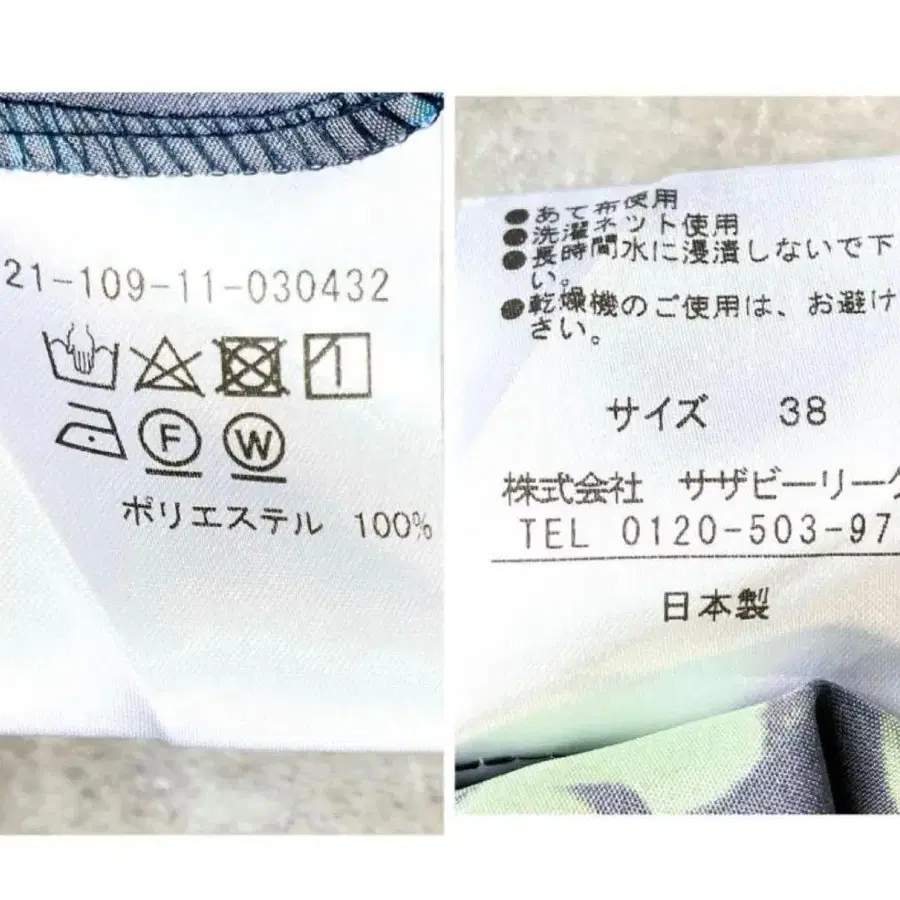 21-109-11-030432
F W
ポリエステル 100%
●あて布使用
●洗濯ネット使用
●長時間水に浸漬しないで下
い。
●乾燥機のご使用は、お避け
さい。
サイズ 38
株式会社 サザビーリーグ
TEL 0120-503-97
日本製